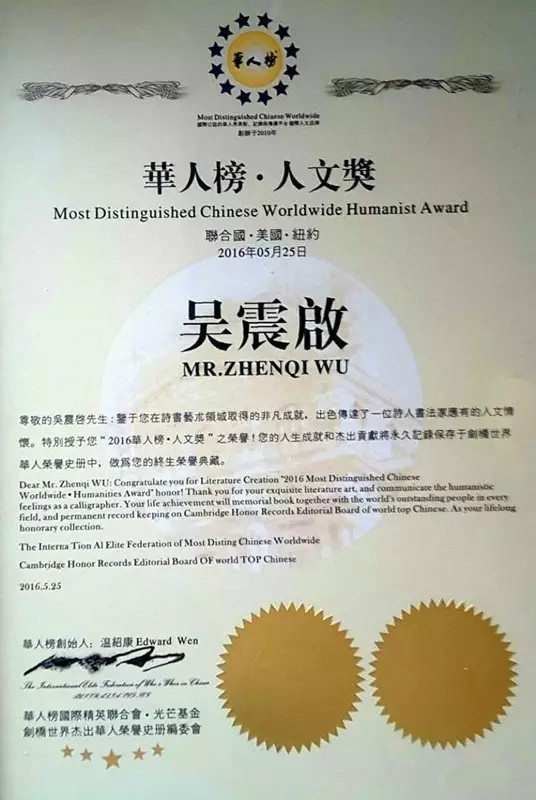 華人榜
Most Distinguished Chinese Worldwide
創辦于2010年
華人榜·人文獎
Most Distinguished Chinese Worldwide Humanist Award
聯合國·美國·紐約
2016年05月25日
吴震啟
MR.ZHENQI WU
尊敬的吳震啓先生：鑒于您在詩書藝术領域取得的非凡成就，出色傳達了一位詩人書法家應有的人文情
懷。特別授予您“2016華人榜·人文獎”之榮譽！您的人生成就和杰出貢獻將永久記錄保存于劍橋世界
華人榮譽史册中，做爲您的終生榮譽典藏。
Dear Mr. Zhenqi WU: Congratulate you for Literature Creation "2016 Most Distinguished Chinese
Worldwide·Humanities Award" honor! Thank you for your exquisite literature art, and communicate the humanistic
feelings as a calligrapher. Your life achievement will memorial book together with the world's outstanding people in every
field, and permanent record keeping on Cambridge Honor Records Editorial Board of world top Chinese. As your lifelong
honorary collection.
The Interna Tion Al Elite Federation of Most Disting Chinese Worldwide
Cambridge Honor Records Editorial Board OF world TOP Chinese
2016.5.25
華人榜創始人：温紹康 Edward Wen
The International Elite Federation of Who's Who in China
華人榜國際精英聯合會·光芒基金
劍橋世界杰出華人榮譽史册編委會